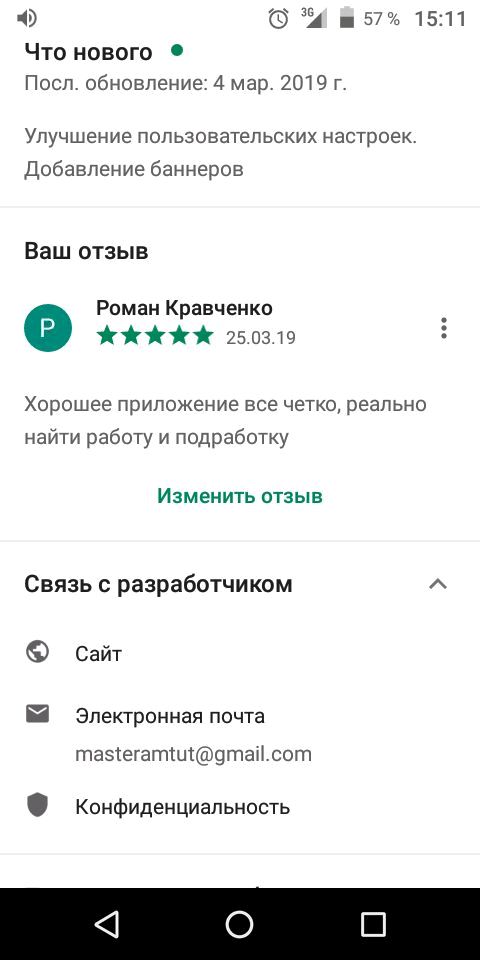 3G 57 % 15:11
Что нового
Посл. обновление: 4 мар. 2019 г.
Улучшение пользовательских настроек.
Добавление баннеров
Ваш отзыв
Р
Роман Кравченко
25.03.19
Хорошее приложение все четко, реально
найти работу и подработку
Изменить отзыв
Связь с разработчиком
Сайт
Электронная почта
masteramtut@gmail.com
Конфиденциальность